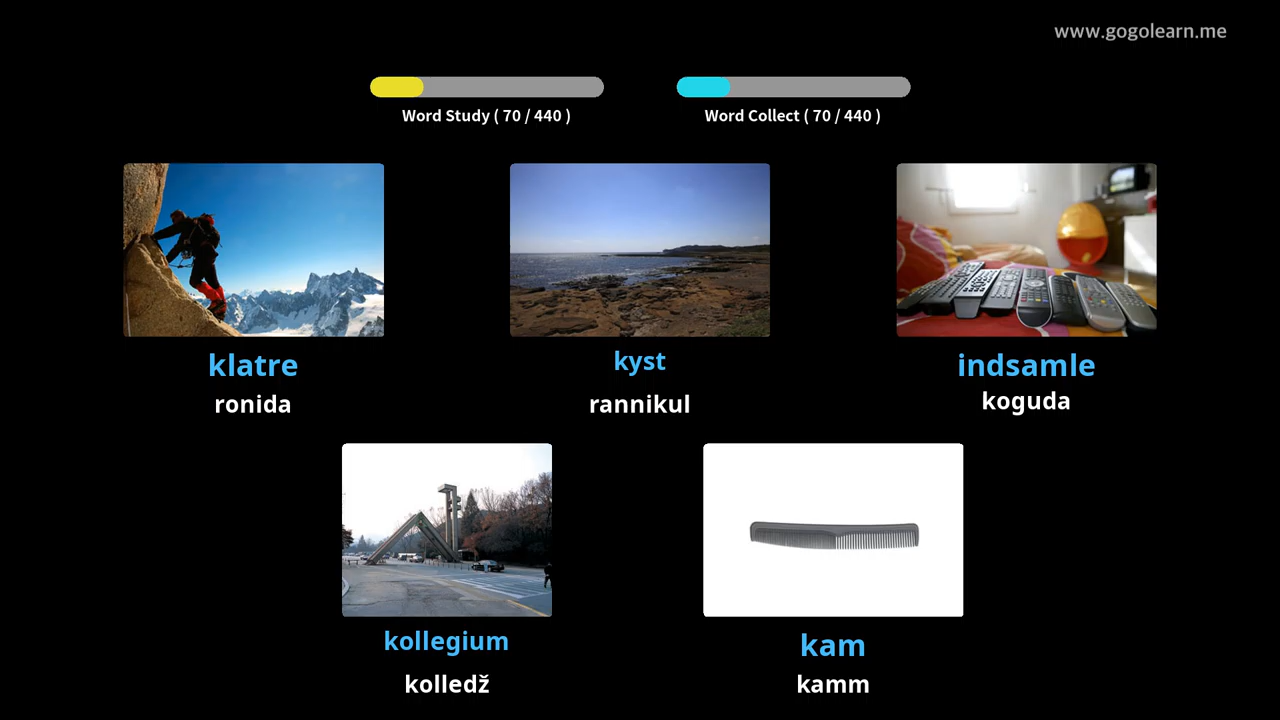 www.gogolearn.me
Word Study ( 70 / 440 )
Word Collect ( 70 / 440 )
klatre
ronida
kyst
rannikul
indsamle
koguda
kollegium
kolledž
kam
kamm